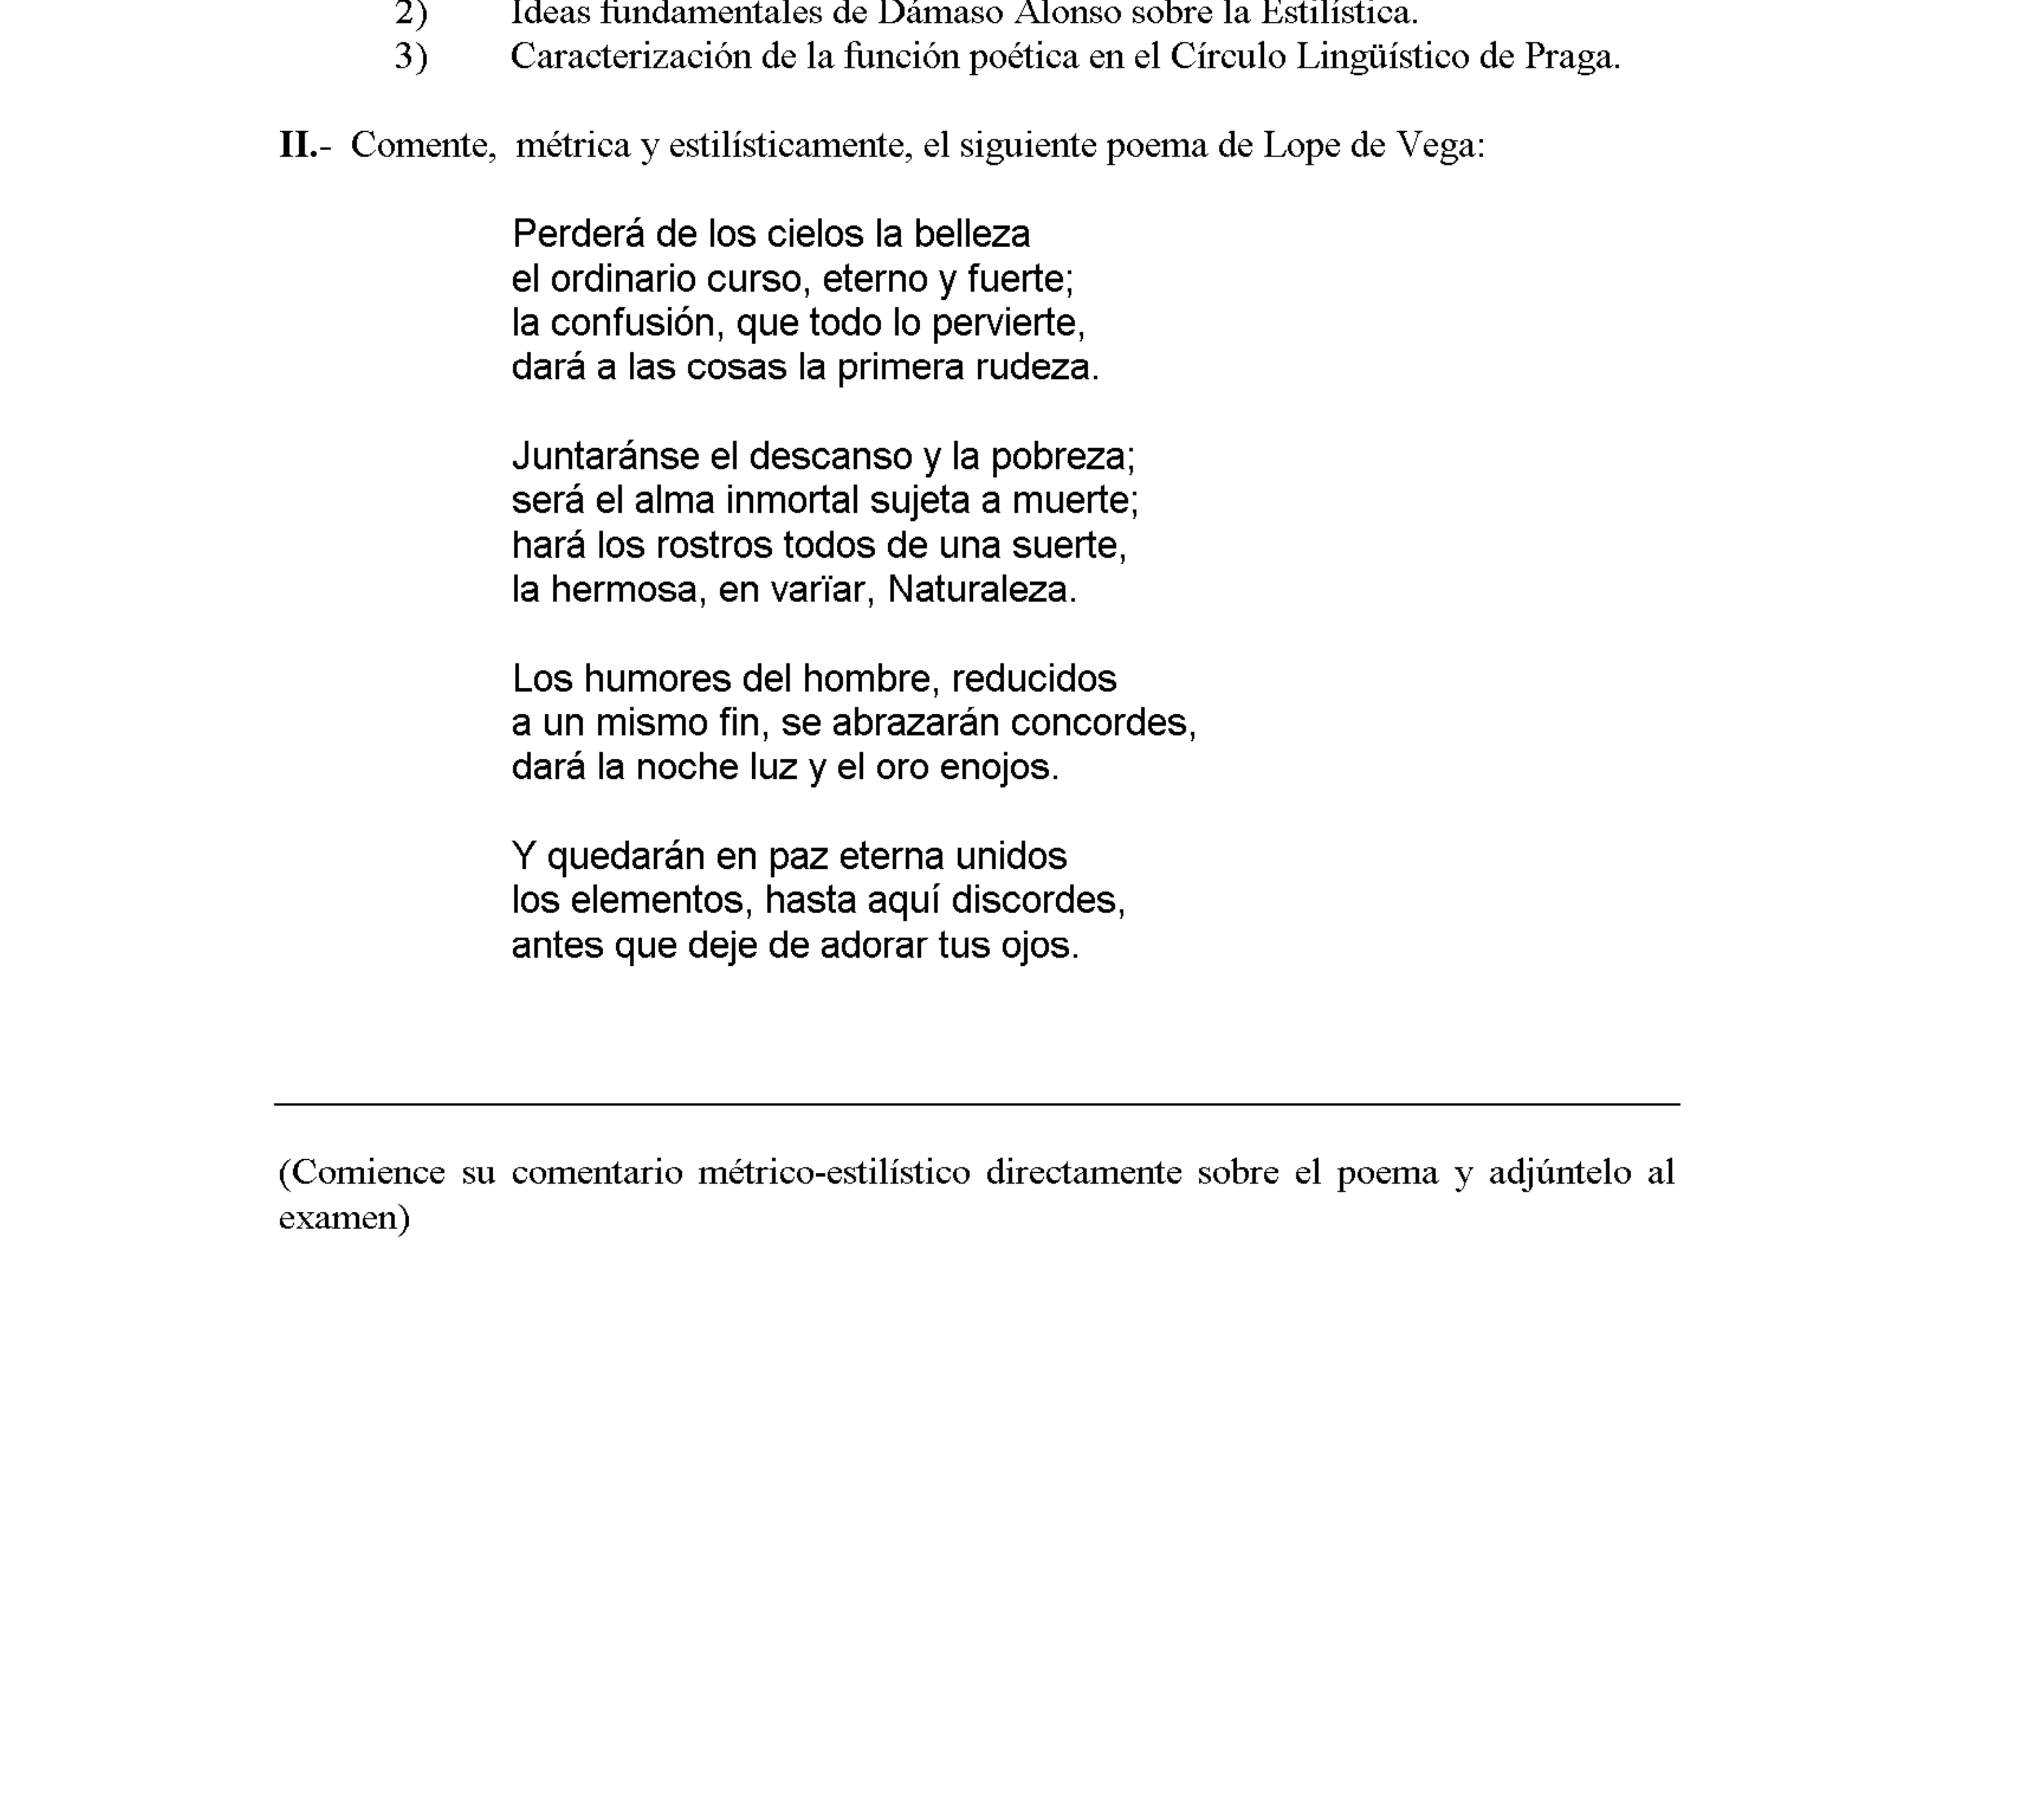 2) Ideas fundamentales de Dámaso Alonso sobre la Estilística.
3) Caracterización de la función poética en el Círculo Lingüístico de Praga.
II.- Comente, métrica y estilísticamente, el siguiente poema de Lope de Vega:
Perderá de los cielos la belleza
el ordinario curso, eterno y fuerte;
la confusión, que todo lo pervierte,
dará a las cosas la primera rudeza.
Juntaránse el descanso y la pobreza;
será el alma inmortal sujeta a muerte;
hará los rostros todos de una suerte,
la hermosa, en varïar, Naturaleza.
Los humores del hombre, reducidos
a un mismo fin, se abrazarán concordes,
dará la noche luz y el oro enojos.
Y quedarán en paz eterna unidos
los elementos, hasta aquí discordes,
antes que deje de adorar tus ojos.
(Comience su comentario métrico-estilístico directamente sobre el poema y adjúntelo al
examen)